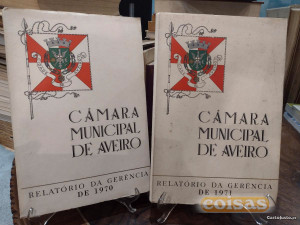 CÂMARA
MUNICIPAL
DE AVEIRO
RELATÓRIO DA GERÊNCIA
DE 1970
CÂMARA
MUNICIPAL
DE AVEIRO
RELATÓRIO DA GERÊNCIA
DE 1971
coisas